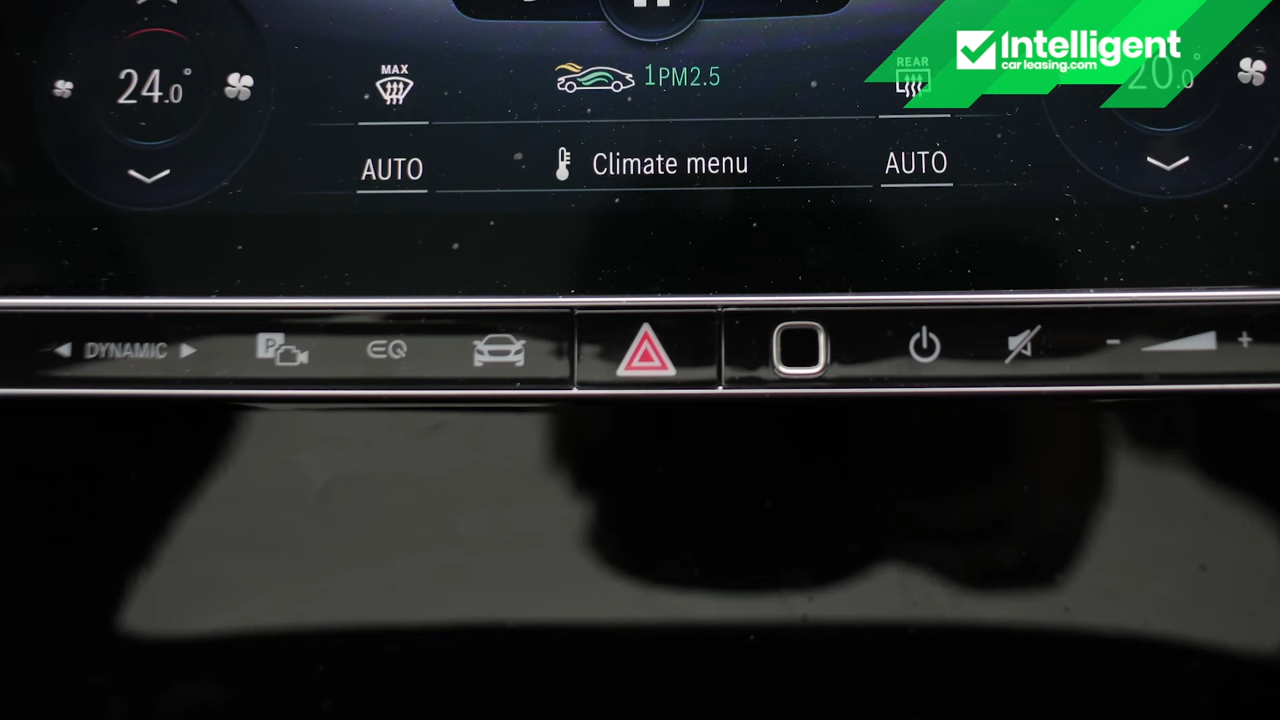 Intelligent
carleasing.com
24.0°
MAX
1PM2.5
REAR
20.0°
AUTO
Climate menu
AUTO
DYNAMIC
P
EQ